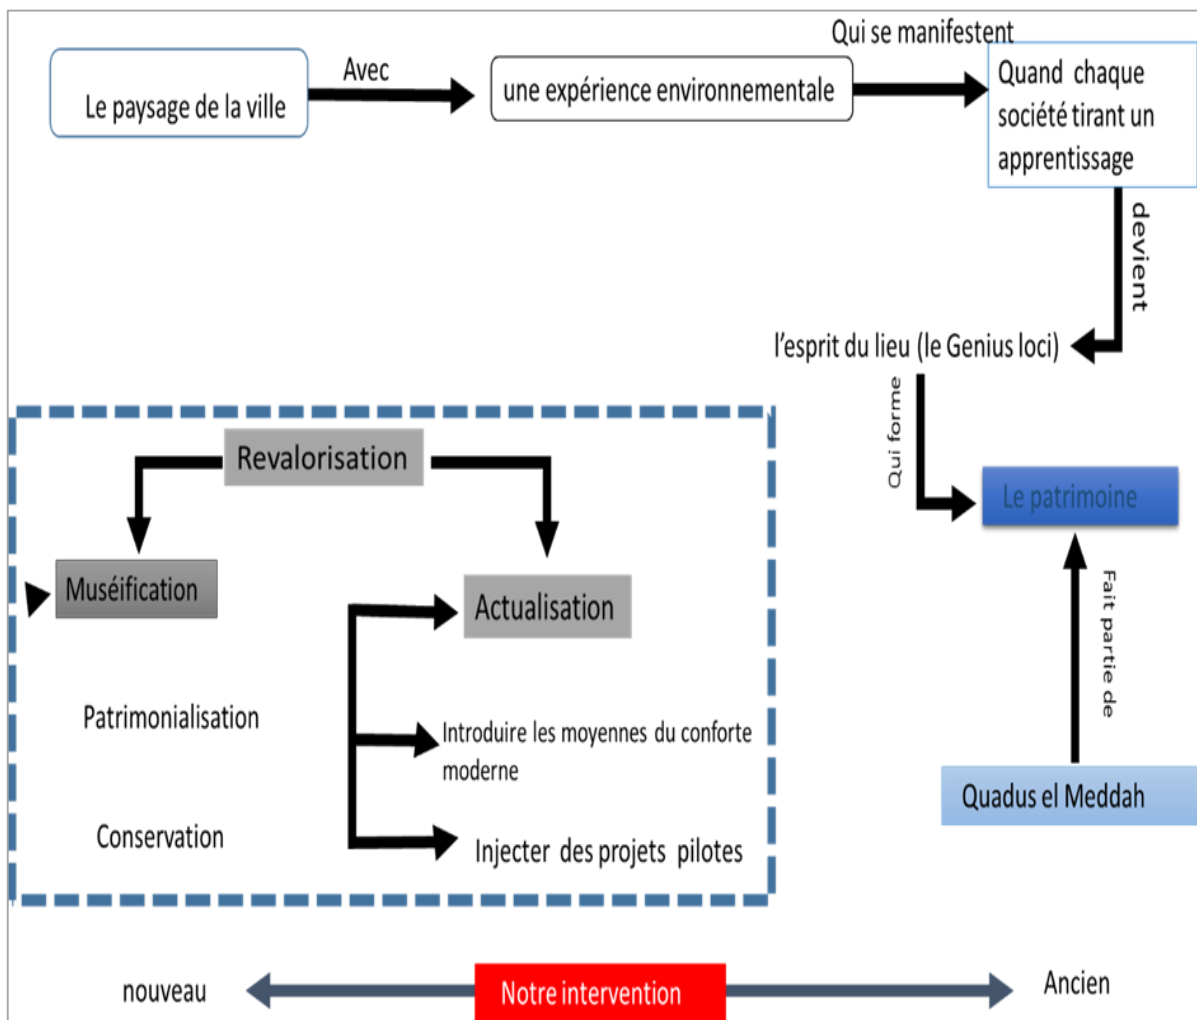 Qui se manifestent
Le paysage de la ville
Avec
une expérience environnementale
Quand chaque
société tirant un
apprentissage
devient
l'esprit du lieu (le Genius loci)
Qui forme
Le patrimoine
Fait partie de
Quadus el Meddah
Revalorisation
Muséification
Actualisation
Patrimonialisation
Introduire les moyennes du conforte
moderne
Conservation
Injecter des projets pilotes
nouveau
Notre intervention
Ancien